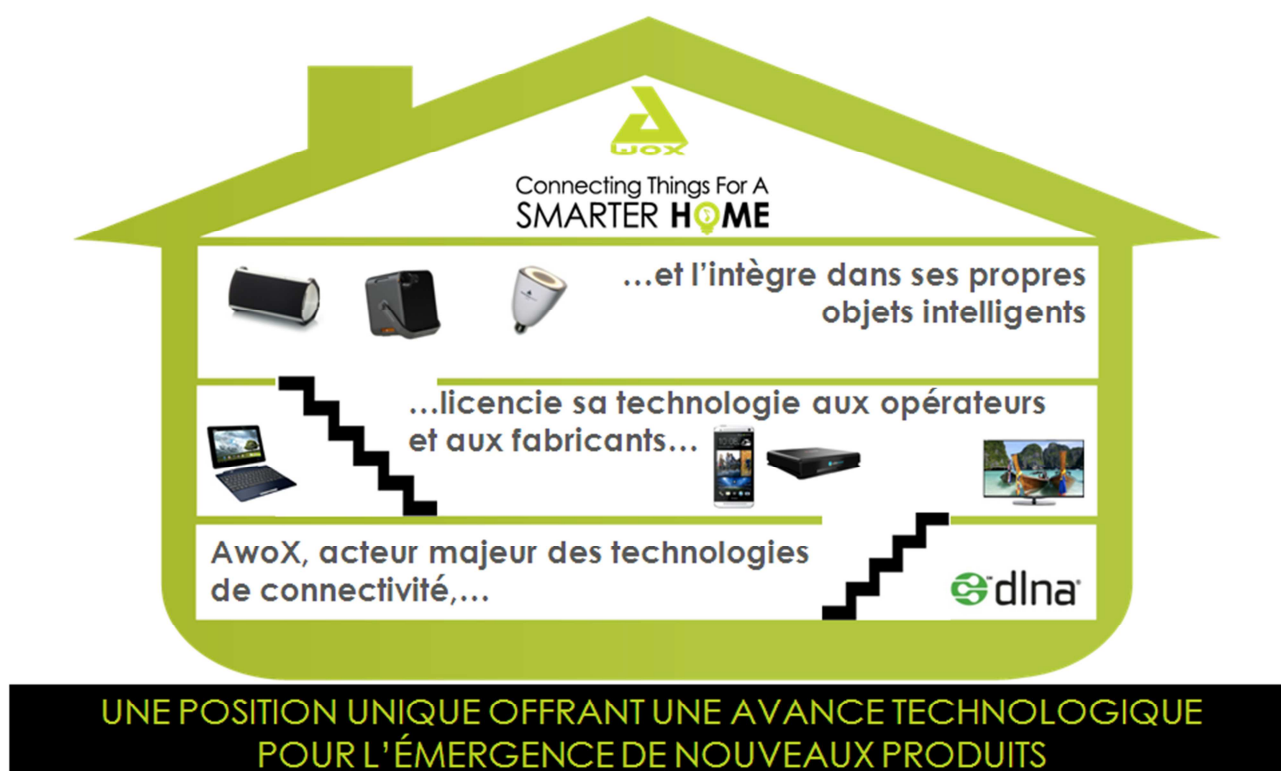 AWOX
Connecting Things For A
SMARTER HOME
…et l’intègre dans ses propres
objets intelligents
…licencie sa technologie aux opérateurs
et aux fabricants…
AwoX, acteur majeur des technologies
de connectivité,…
dlna
UNE POSITION UNIQUE OFFRANT UNE AVANCE TECHNOLOGIQUE
POUR L’ÉMERGENCE DE NOUVEAUX PRODUITS